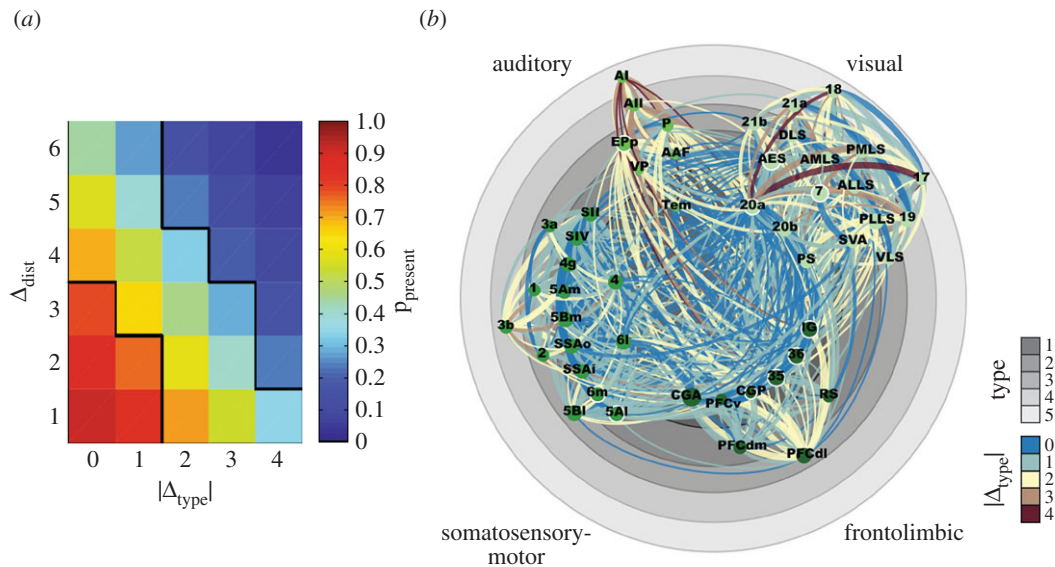 (a)
6
5
4
3
2
1
Δdist
0 1 2 3 4
|Δtype|
1.0
0.9
0.8
0.7
0.6
0.5
0.4
0.3
0.2
0.1
0
ppresent
(b)
auditory
visual
somatosensory-
motor
frontolimbic
AI
AII
P
EPp
AAF
VP
Tem
18
21a
21b
DLS
PMLS
AES
AMLS
17
7
ALLS
20a
19
PLLS
20b
SVA
PS
VLS
SII
3a
SIV
4g
4
1
5Am
3b
5Bm
6l
2
SSAo
SSAi
6m
5Bl
5Al
IG
36
35
CGA
CGP
PFCv
RS
PFCdm
PFCdl
type
1
2
3
4
5
|Δtype|
0
1
2
3
4